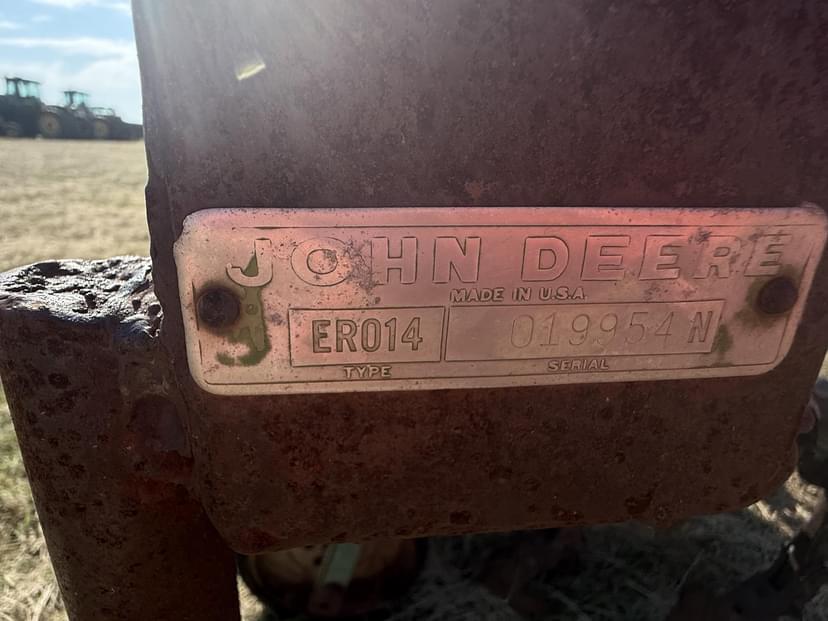 JOHN DEERE
MADE IN U.S.A.
ER014 019954 N
TYPE SERIAL